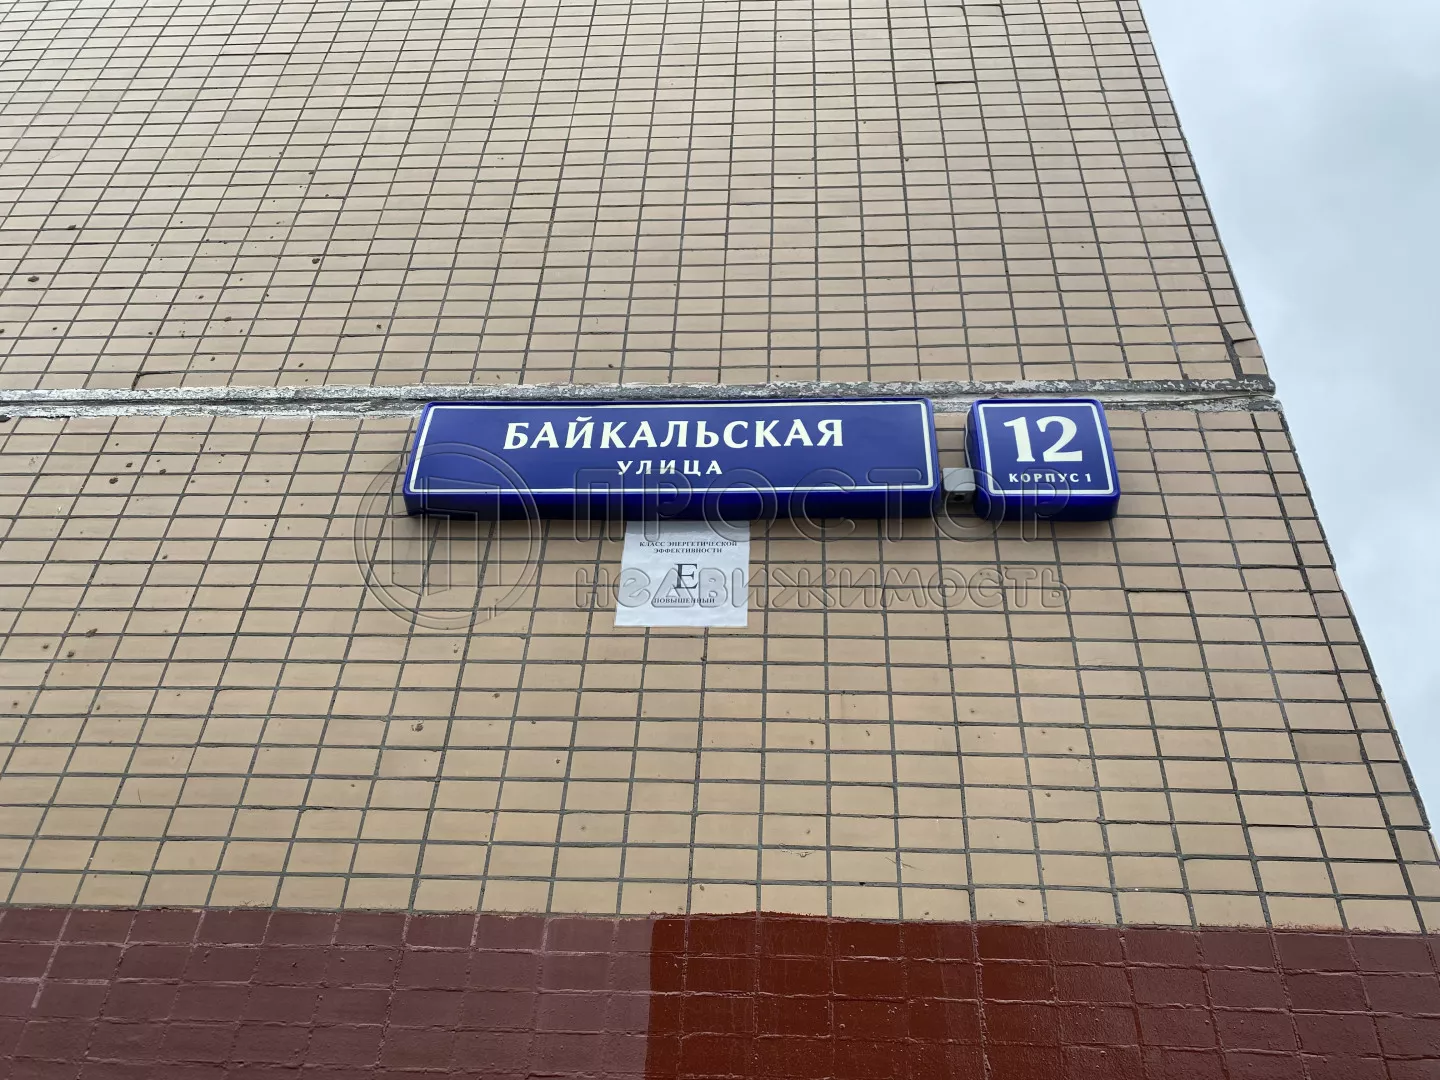 БАЙКАЛЬСКАЯ
УЛИЦА
12
КОРПУС 1
ПРОСТОР
недвижимость
КЛАСС ЭНЕРГЕТИЧЕСКОЙ
ЭФФЕКТИВНОСТИ
E
ПОВЫШЕННЫЙ